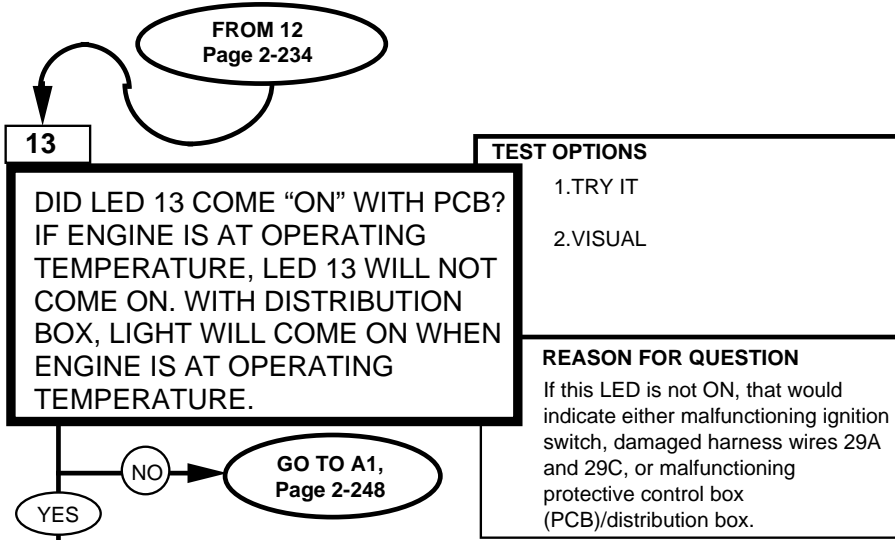 FROM 12
Page 2-234
13
DID LED 13 COME “ON” WITH PCB?
IF ENGINE IS AT OPERATING
TEMPERATURE, LED 13 WILL NOT
COME ON. WITH DISTRIBUTION
BOX, LIGHT WILL COME ON WHEN
ENGINE IS AT OPERATING
TEMPERATURE.
TEST OPTIONS
1.TRY IT
2.VISUAL
REASON FOR QUESTION
If this LED is not ON, that would
indicate either malfunctioning ignition
switch, damaged harness wires 29A
and 29C, or malfunctioning
protective control box
(PCB)/distribution box.
NO
GO TO A1,
Page 2-248
YES